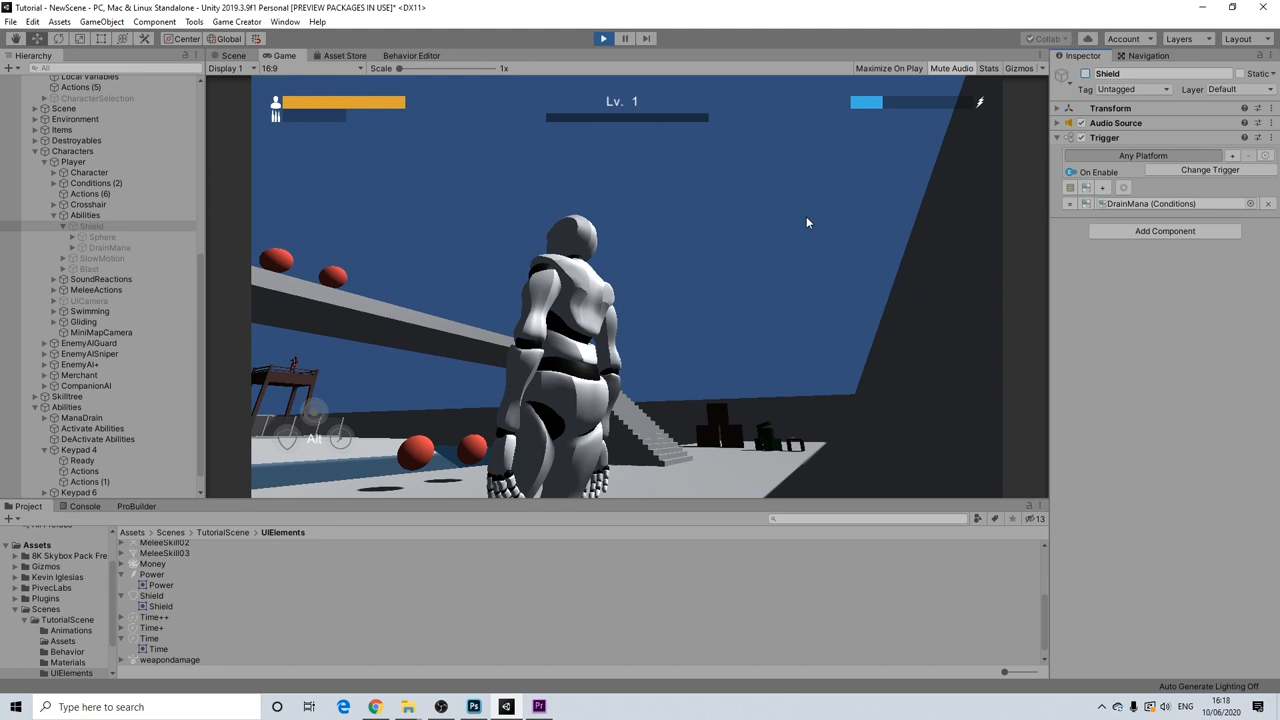 Tutorial - NewScene - PC, Mac & Linux Standalone - Unity 2019.3.9f1 Personal [PREVIEW PACKAGES IN USE]* <DX11>
File Edit Assets GameObject Component Tools Game Creator Window Help
Center Global Collab Account Layers Layout
Hierarchy Scene Game Asset Store Behavior Editor Inspector Navigation
All Display 1 16:9 Scale 1x Maximize On Play Mute Audio Stats Gizmos
Shield Static
Tag Untagged Layer Default
Local Variables
Actions (5)
CharacterSelection
Scene
Environment
Items
Destroyables
Characters
Player
Character
Conditions (2)
Actions (6)
Crosshair
Abilities
Shield
Sphere
DrainMana
SlowMotion
Blast
SoundReactions
MeleeActions
UICamera
Swimming
Gliding
MiniMapCamera
EnemyAIGuard
EnemyAISniper
EnemyAI+
Merchant
CompanionAI
Skilltree
Abilities
ManaDrain
Activate Abilities
DeActivate Abilities
Keypad 4
Ready
Actions
Actions (1)
Keypad 6
Lv. 1
Alt
Transform
Audio Source
Trigger
Any Platform
On Enable Change Trigger
DrainMana (Conditions)
Add Component
Project Console ProBuilder
13
Assets
8K Skybox Pack Fre
Gizmos
Kevin Iglesias
PivecLabs
Plugins
Scenes
TutorialScene
Animations
Assets
Behavior
Materials
UIElements
Assets Scenes TutorialScene UIElements
MeleeSkill02
MeleeSkill03
Money
Power
Power
Shield
Shield
Time++
Time+
Time
Time
weapondamage
Auto Generate Lighting Off
Type here to search
ENG
16:18
10/06/2020